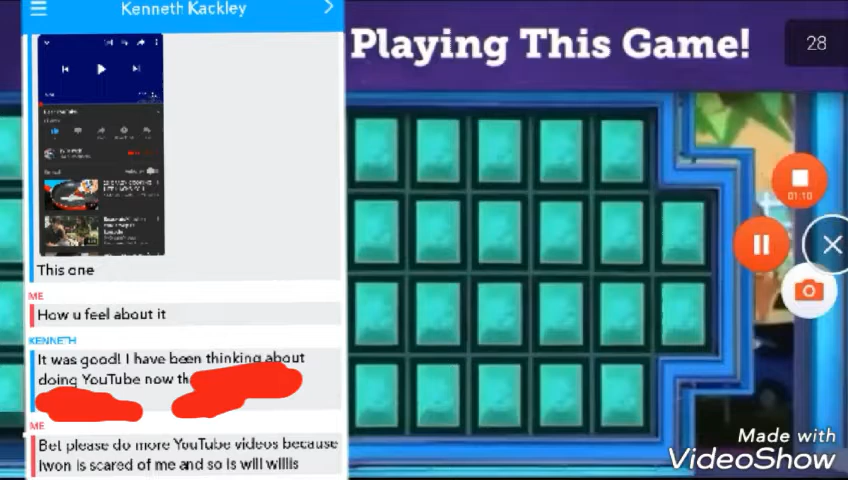 Kenneth Kackley
Playing This Game!
28
This one
ME
How u feel about it
KENNETH
It was good! I have been thinking about
doing YouTube now th
ME
Bet please do more YouTube videos because
Iwon is scared of me and so is will willis
01:10
Made with
VideoShow